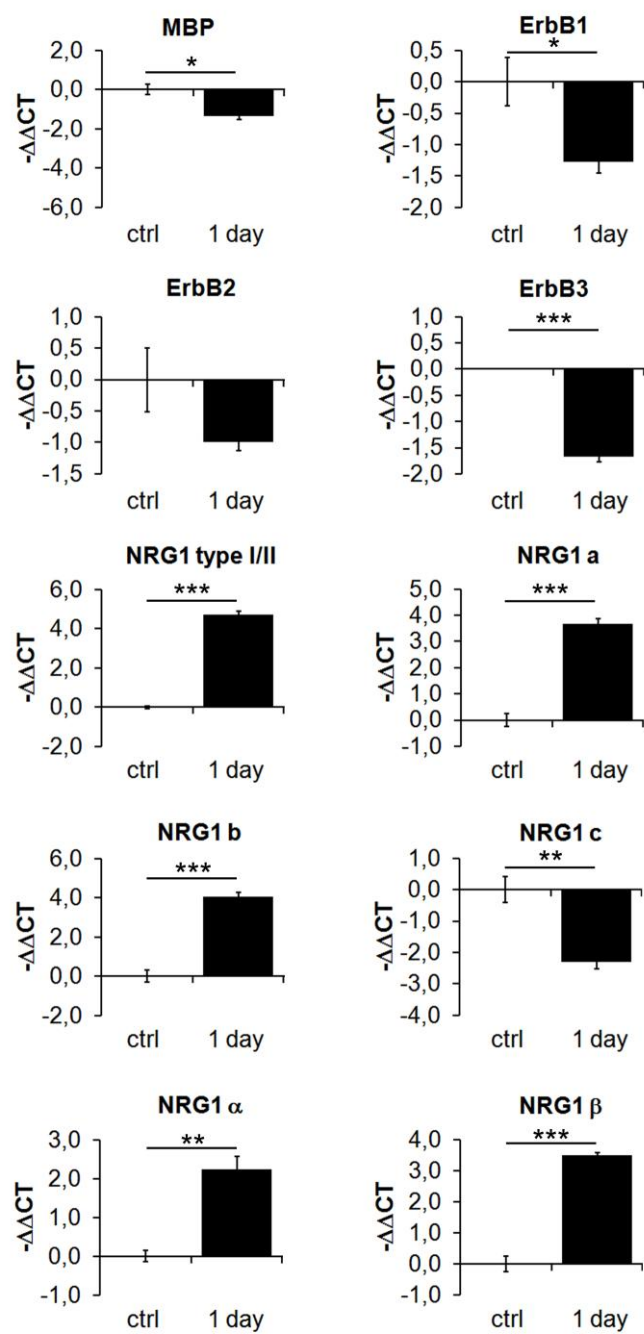 MBP
*
2,0
0,0
-2,0
-4,0
-6,0
-ΔΔCT
ctrl 1 day
ErbB1
*
0,5
0,0
-0,5
-1,0
-1,5
-2,0
-ΔΔCT
ctrl 1 day
ErbB2
1,0
0,5
0,0
-0,5
-1,0
-1,5
-ΔΔCT
ctrl 1 day
ErbB3
***
1,0
0,5
0,0
-0,5
-1,0
-1,5
-2,0
-ΔΔCT
ctrl 1 day
NRG1 type I/II
***
6,0
4,0
2,0
0,0
-2,0
-ΔΔCT
ctrl 1 day
NRG1 a
***
5,0
4,0
3,0
2,0
1,0
0,0
-1,0
-ΔΔCT
ctrl 1 day
NRG1 b
***
6,0
4,0
2,0
0,0
-2,0
-ΔΔCT
ctrl 1 day
NRG1 c
**
1,0
0,0
-1,0
-2,0
-3,0
-4,0
-ΔΔCT
ctrl 1 day
NRG1 α
**
3,0
2,0
1,0
0,0
-1,0
-ΔΔCT
ctrl 1 day
NRG1 β
***
4,0
3,0
2,0
1,0
0,0
-1,0
-ΔΔCT
ctrl 1 day